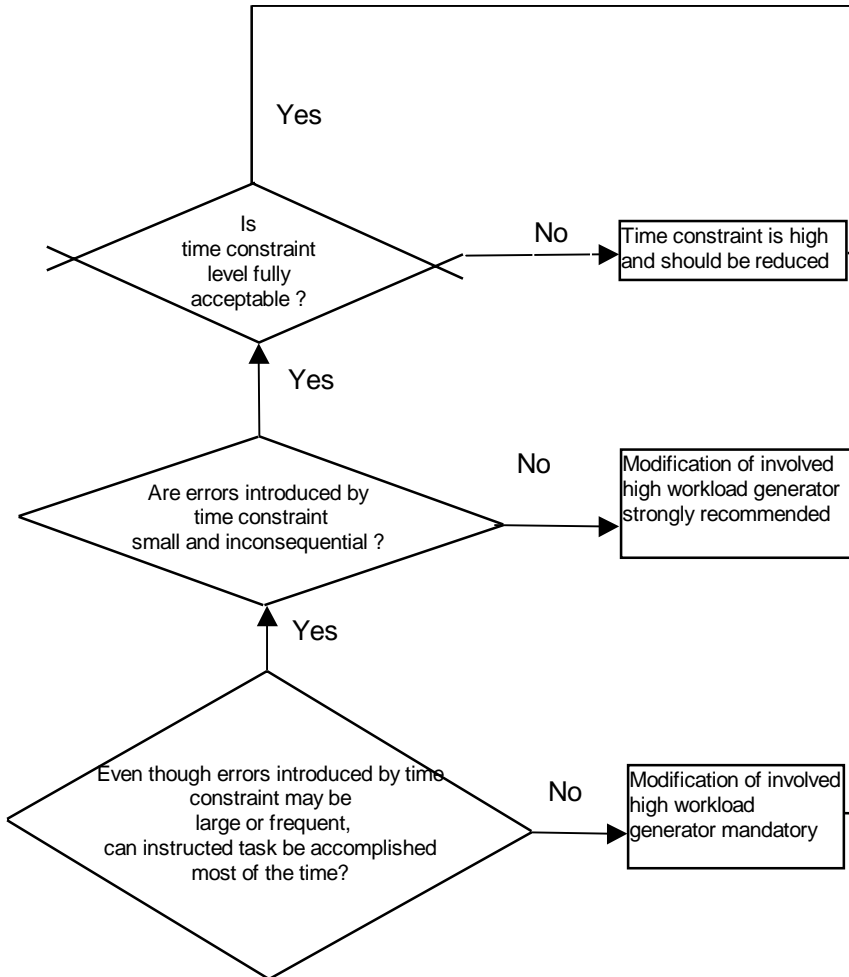 Yes
Is
time constraint
level fully
acceptable ?
No
Time constraint is high
and should be reduced
Yes
Are errors introduced by
time constraint
small and inconsequential ?
No
Modification of involved
high workload generator
strongly recommended
Yes
Even though errors introduced by time
constraint may be
large or frequent,
can instructed task be accomplished
most of the time?
No
Modification of involved
high workload
generator mandatory